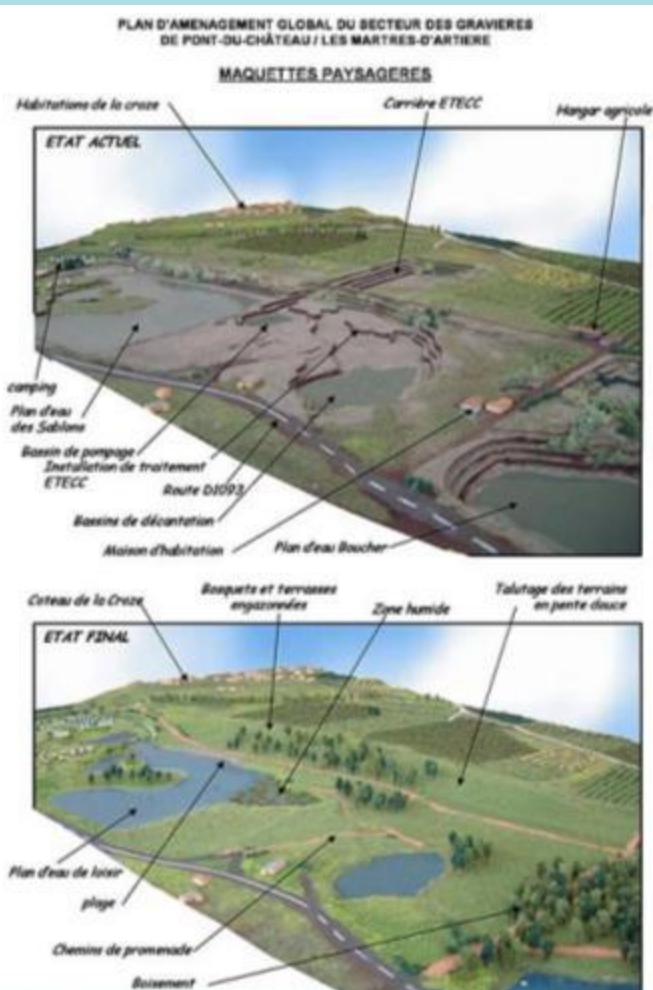 PLAN D'AMENAGEMENT GLOBAL DU SECTEUR DES GRAVIERES
DE PONT-DU-CHÂTEAU / LES MARTRES-D'ARTIERE
MAQUETTES PAYSAGERES
Habitations de la croze
Carrière ETECC
Hangar agricole
ETAT ACTUEL
camping
Plan d'eau
des Sablons
Bassin de pompage
Installation de traitement
ETECC
Route D1093
Bassins de décantation
Maison d'habitation
Plan d'eau Boucher
Coteau de la Croze
Bosquets et terrasses
engazonnées
Zone humide
Talutage des terrains
en pente douce
ETAT FINAL
Plan d'eau de loisir
plage
Chemins de promenade
Boisement